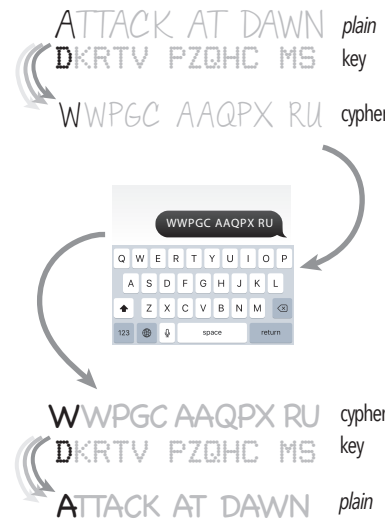 ATTACK AT DAWN plain
DKRTV PZQHC MS key
WWPGC AAQPX RU cypher
WWPGC AAQPX RU
Q W E R T Y U I O P
A S D F G H J K L
Z X C V B N M
123 space return
WWPGC AAQPX RU cypher
DKRTV PZQHC MS key
ATTACK AT DAWN plain